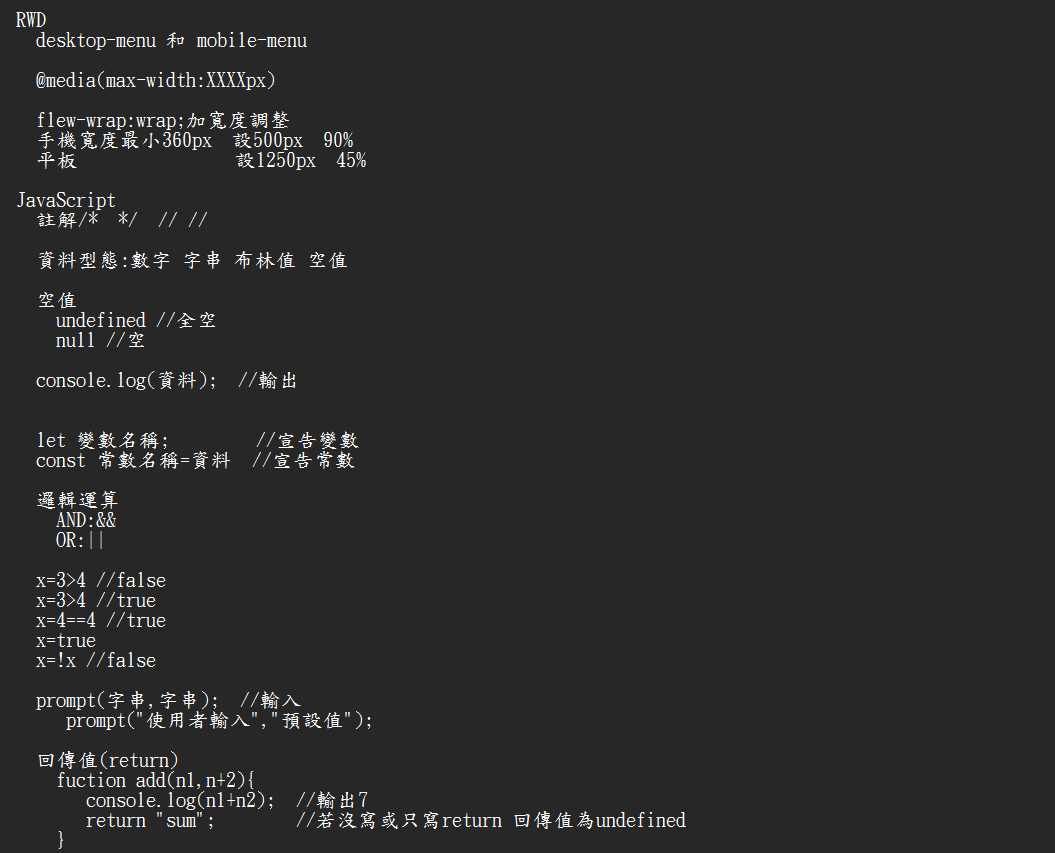 RWD
desktop-menu 和 mobile-menu
@media(max-width:XXXXpx)
flew-wrap:wrap;加寬度調整
手機寬度最小360px 設500px 90%
平板 設1250px 45%
JavaScript
註解/* */ // //
資料型態:數字 字串 布林值 空值
空值
undefined //全空
null //空
console.log(資料); //輸出
let 變數名稱; //宣告變數
const 常數名稱=資料 //宣告常數
邏輯運算
AND:&&
OR:||
x=3>4 //false
x=3>4 //true
x=4==4 //true
x=true
x=!x //false
prompt(字串,字串); //輸入
prompt("使用者輸入","預設值");
回傳值(return)
fuction add(n1,n+2){
console.log(n1+n2); //輸出7
return "sum"; //若沒寫或只寫return 回傳值為undefined
}